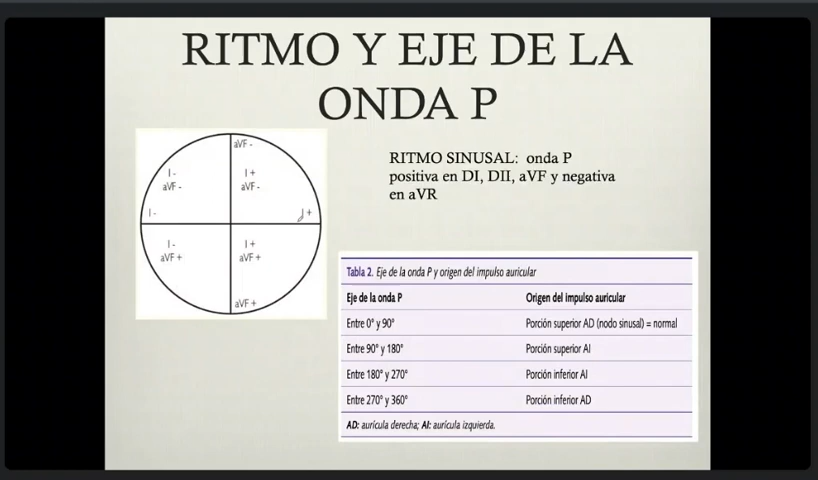 RITMO Y EJE DE LA
ONDA P
aVF -
I -
aVF -
I +
aVF -
I -
I +
I -
aVF +
I +
aVF +
aVF +
RITMO SINUSAL: onda P
positiva en DI, DII, aVF y negativa
en aVR
Tabla 2. Eje de la onda P y origen del impulso auricular
Eje de la onda P Origen del impulso auricular
Entre 0° y 90° Porción superior AD (nodo sinusal) = normal
Entre 90° y 180° Porción superior AI
Entre 180° y 270° Porción inferior AI
Entre 270° y 360° Porción inferior AD
AD: aurícula derecha; AI: aurícula izquierda.